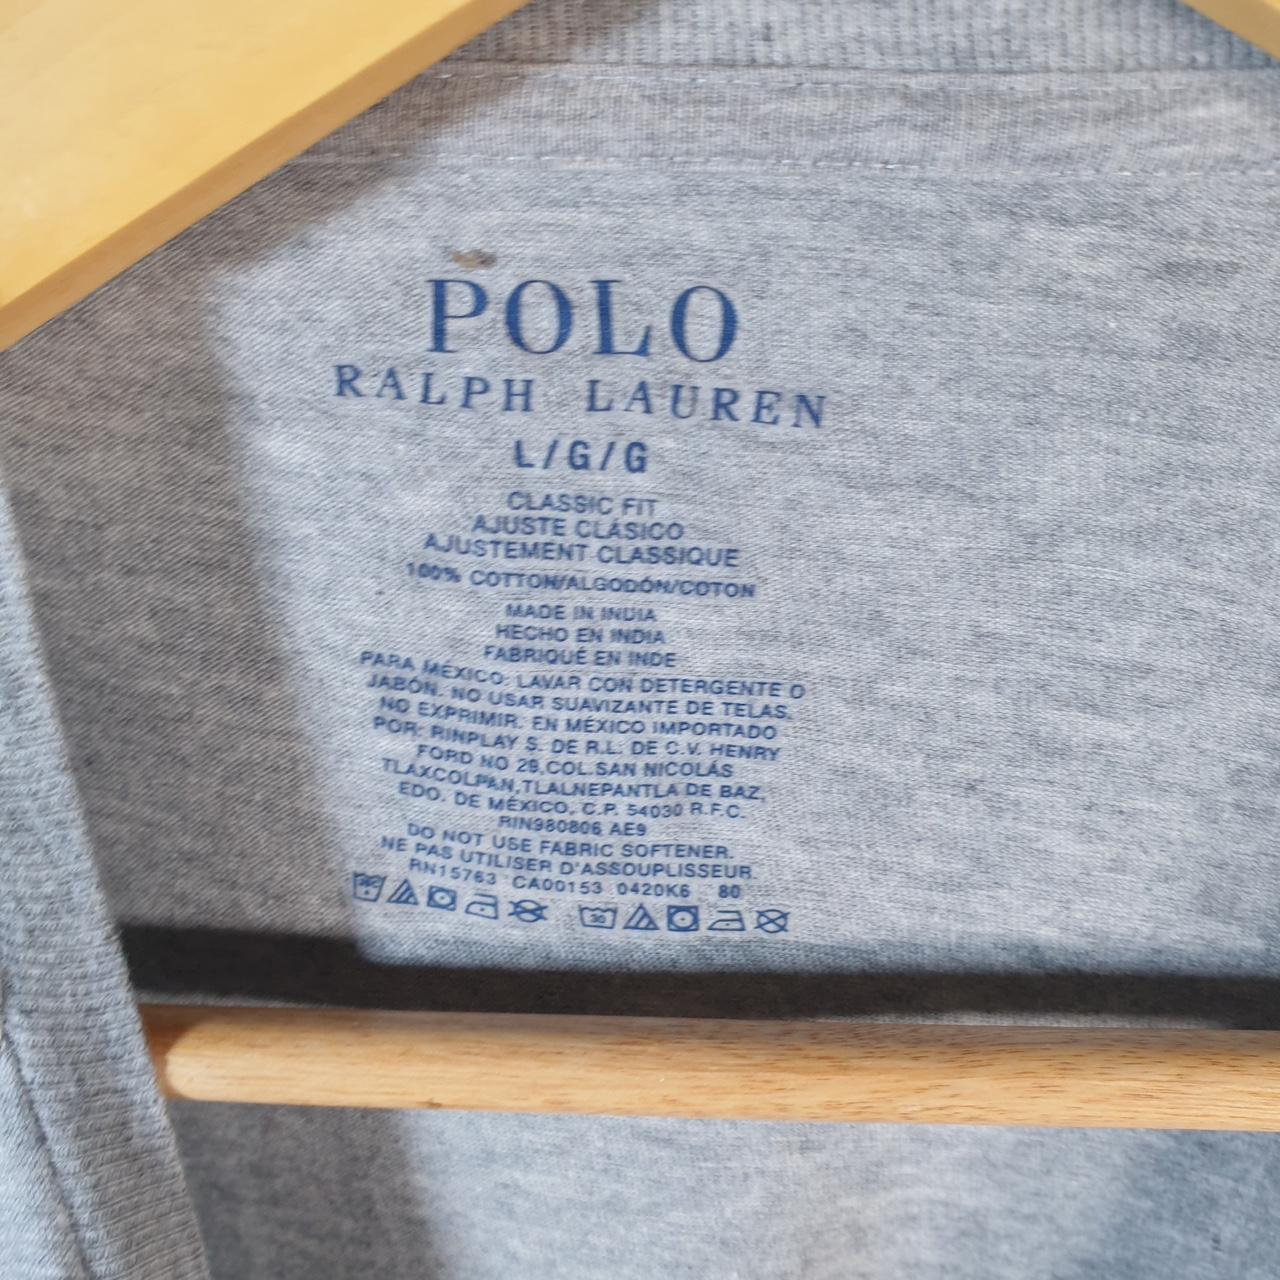 POLO
RALPH LAUREN
L/G/G
CLASSIC FIT
AJUSTE CLÁSICO
AJUSTEMENT CLASSIQUE
100% COTTON/ALGODÓN/COTON
MADE IN INDIA
HECHO EN INDIA
FABRIQUÉ EN INDE
PARA MÉXICO: LAVAR CON DETERGENTE O
JABÓN. NO USAR SUAVIZANTE DE TELAS.
NO EXPRIMIR. EN MÉXICO IMPORTADO
POR: RINPLAY S. DE R.L. DE C.V. HENRY
FORD NO 29,COL.SAN NICOLÁS
TLAXCOLPAN,TLALNEPANTLA DE BAZ,
EDO. DE MÉXICO, C.P. 54030 R.F.C.
RIN980806 AE9
DO NOT USE FABRIC SOFTENER.
NE PAS UTILISER D'ASSOUPLISSEUR.
RN15763 CA00153 0420K6 80
30